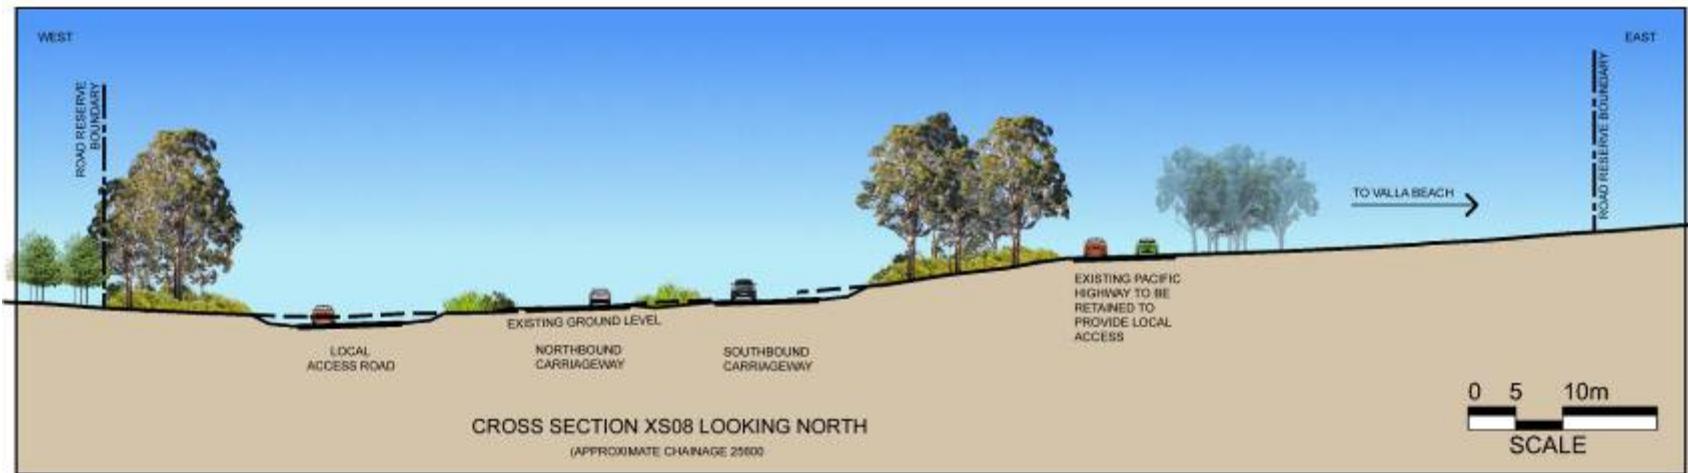 WEST
EAST
ROAD RESERVE
BOUNDARY
ROAD RESERVE BOUNDARY
TO VALLA BEACH
EXISTING PACIFIC
HIGHWAY TO BE
RETAINED TO
PROVIDE LOCAL
ACCESS
EXISTING GROUND LEVEL
LOCAL
ACCESS ROAD
NORTHBOUND
CARRIAGEWAY
SOUTHBOUND
CARRIAGEWAY
0 5 10m
SCALE
CROSS SECTION XS08 LOOKING NORTH
(APPROXIMATE CHAINAGE 25600